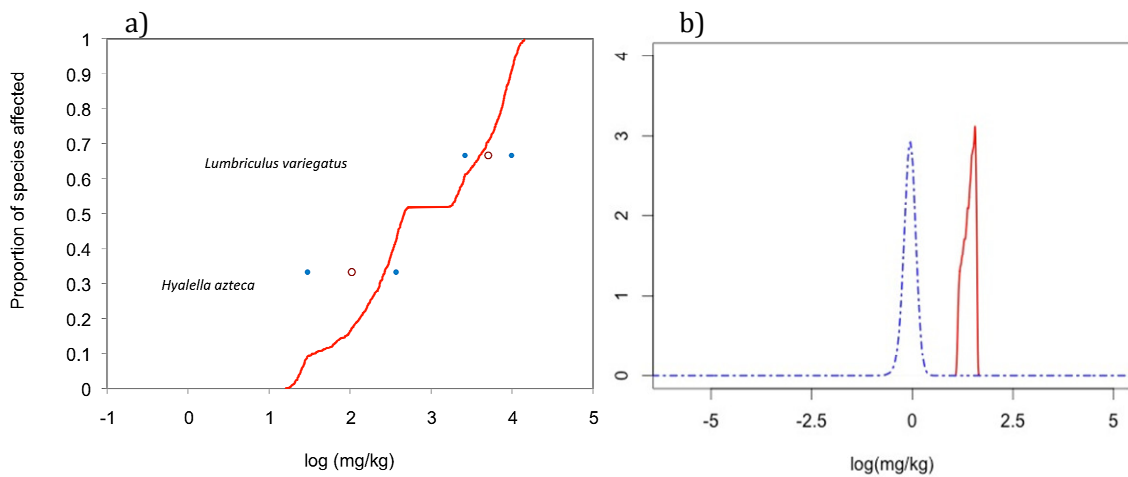 a)
Proportion of species affected
1
0.9
0.8
0.7
0.6
0.5
0.4
0.3
0.2
0.1
0
Lumbriculus variegatus
Hyalella azteca
-1 0 1 2 3 4 5
log (mg/kg)
b)
4
3
2
1
0
-5 -2.5 0 2.5 5
log(mg/kg)